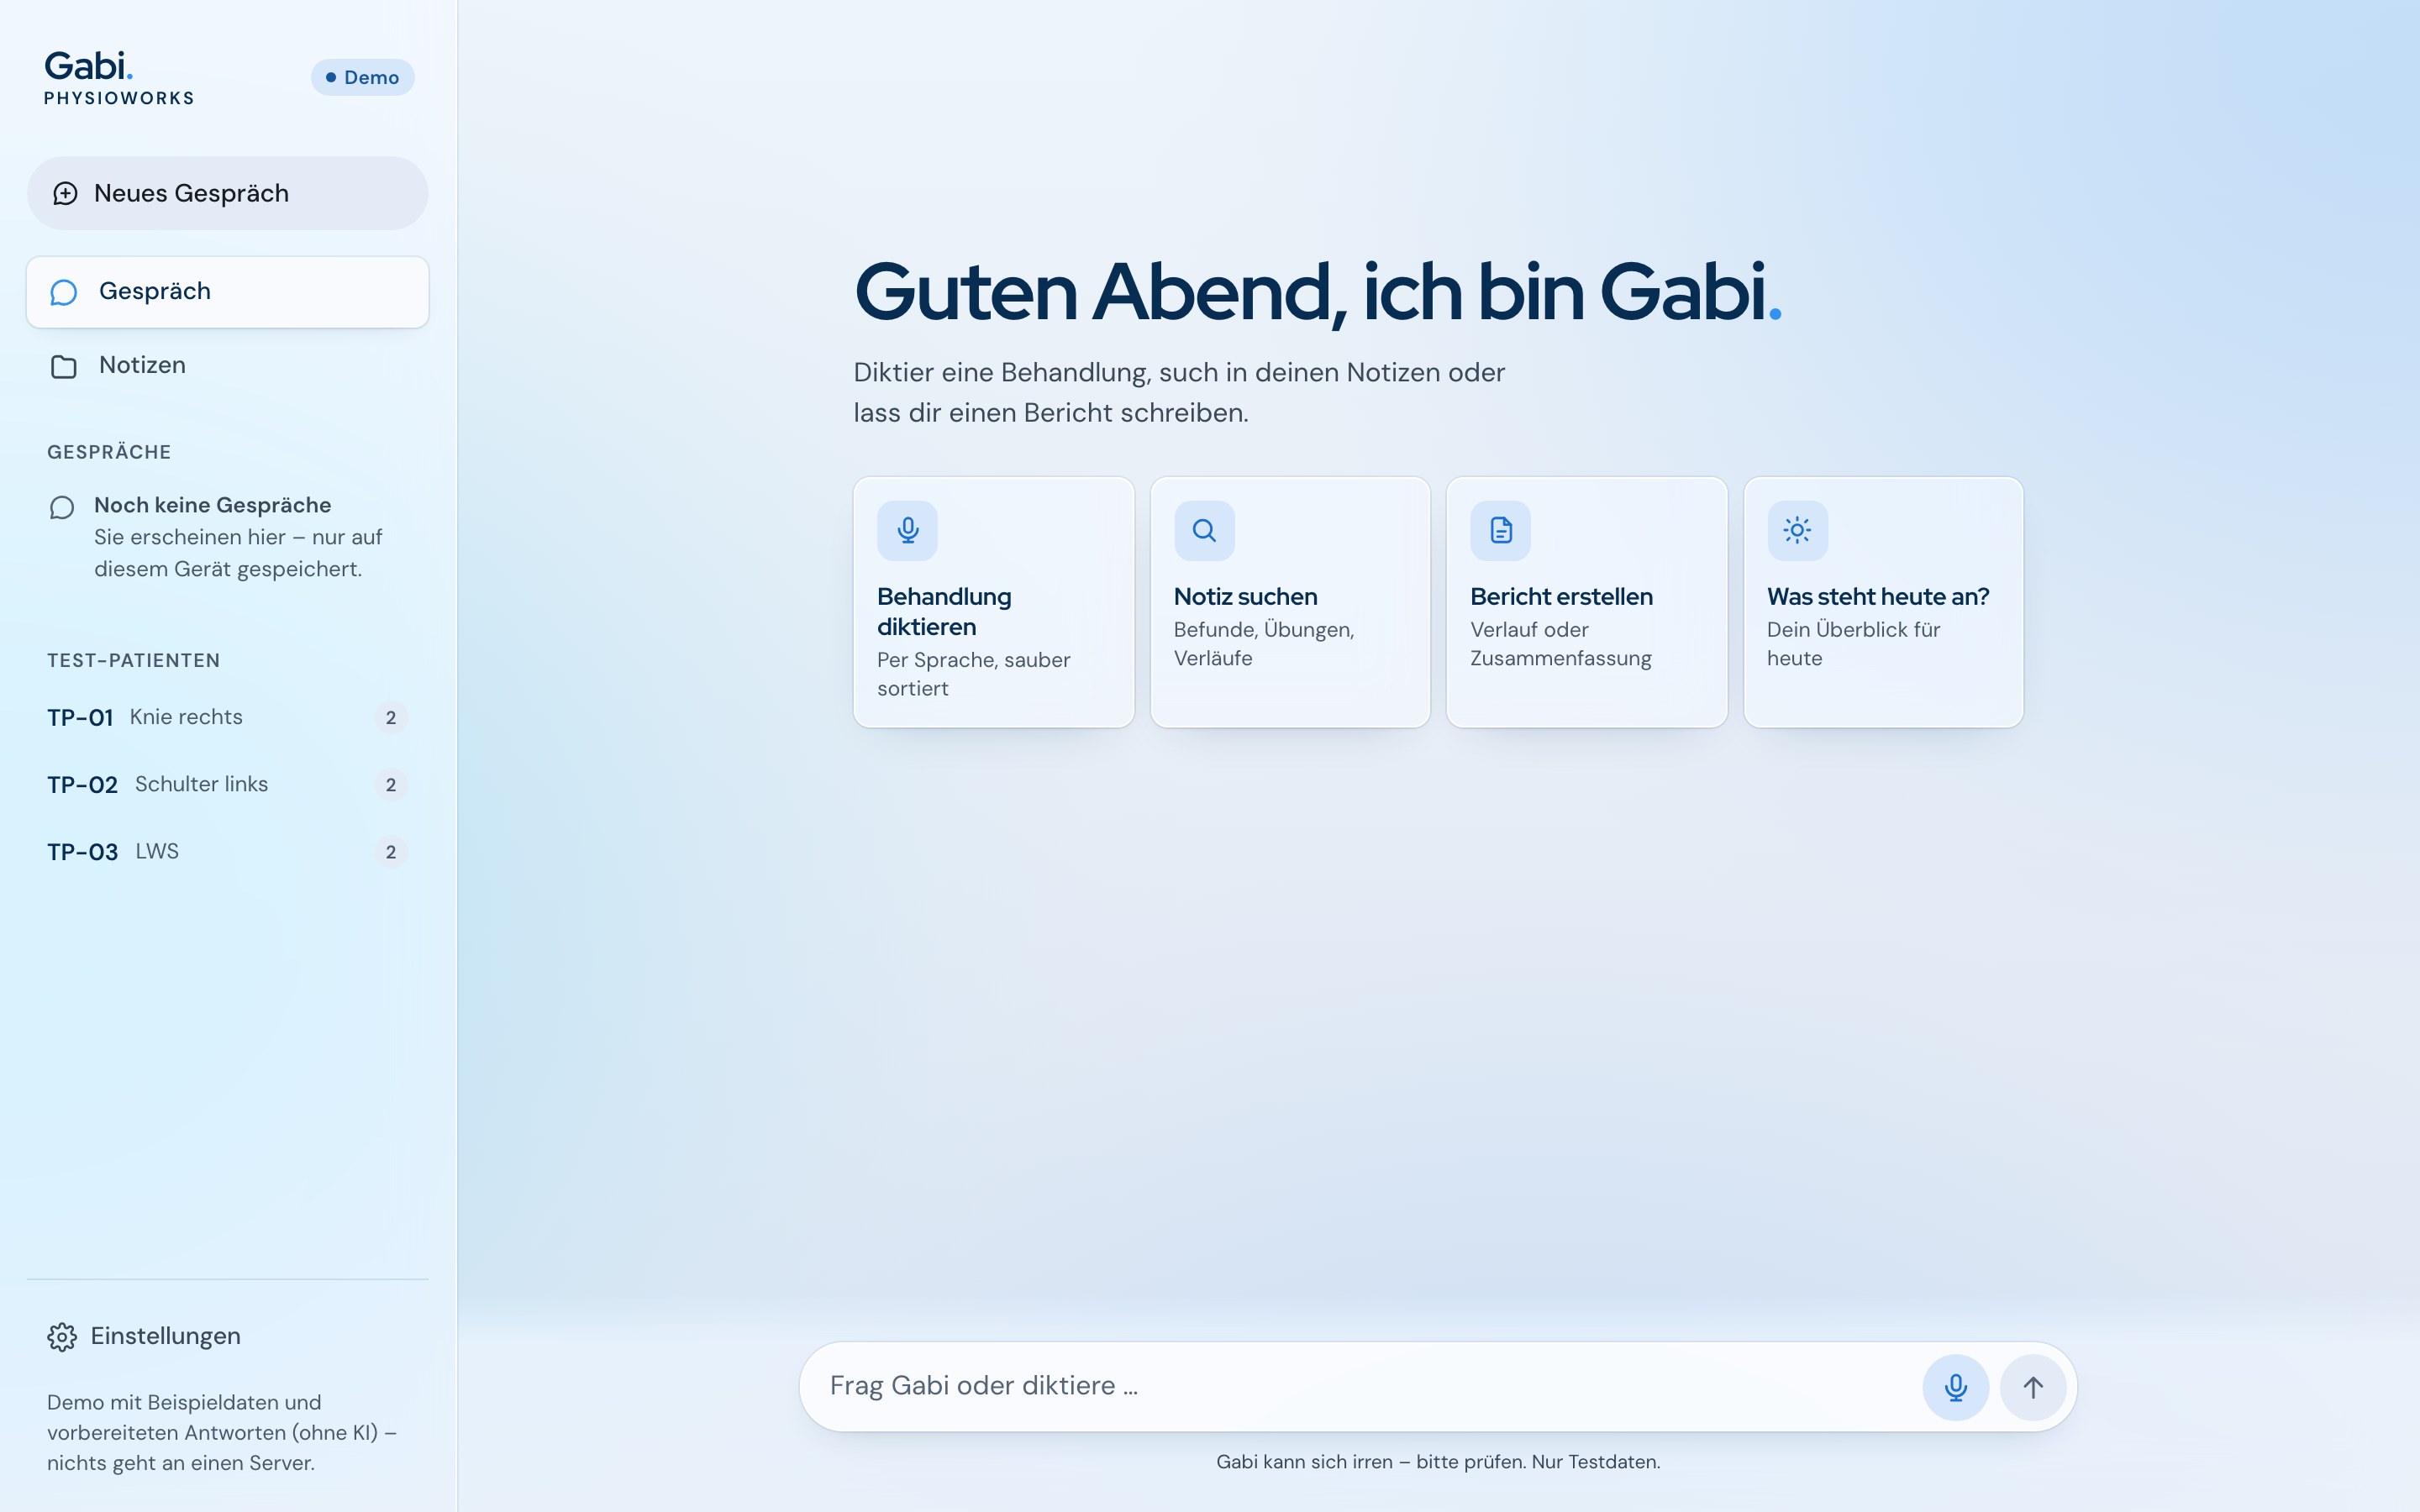 Gabi.
PHYSIOWORKS
Demo
Neues Gespräch
Gespräch
Notizen
GESPRÄCHE
Noch keine Gespräche
Sie erscheinen hier – nur auf
diesem Gerät gespeichert.
TEST-PATIENTEN
TP-01 Knie rechts 2
TP-02 Schulter links 2
TP-03 LWS 2
Einstellungen
Demo mit Beispieldaten und
vorbereiteten Antworten (ohne KI) –
nichts geht an einen Server.
Guten Abend, ich bin Gabi.
Diktier eine Behandlung, such in deinen Notizen oder
lass dir einen Bericht schreiben.
Behandlung
diktieren
Per Sprache, sauber
sortiert
Notiz suchen
Befunde, Übungen,
Verläufe
Bericht erstellen
Verlauf oder
Zusammenfassung
Was steht heute an?
Dein Überblick für
heute
Frag Gabi oder diktiere ...
Gabi kann sich irren – bitte prüfen. Nur Testdaten.